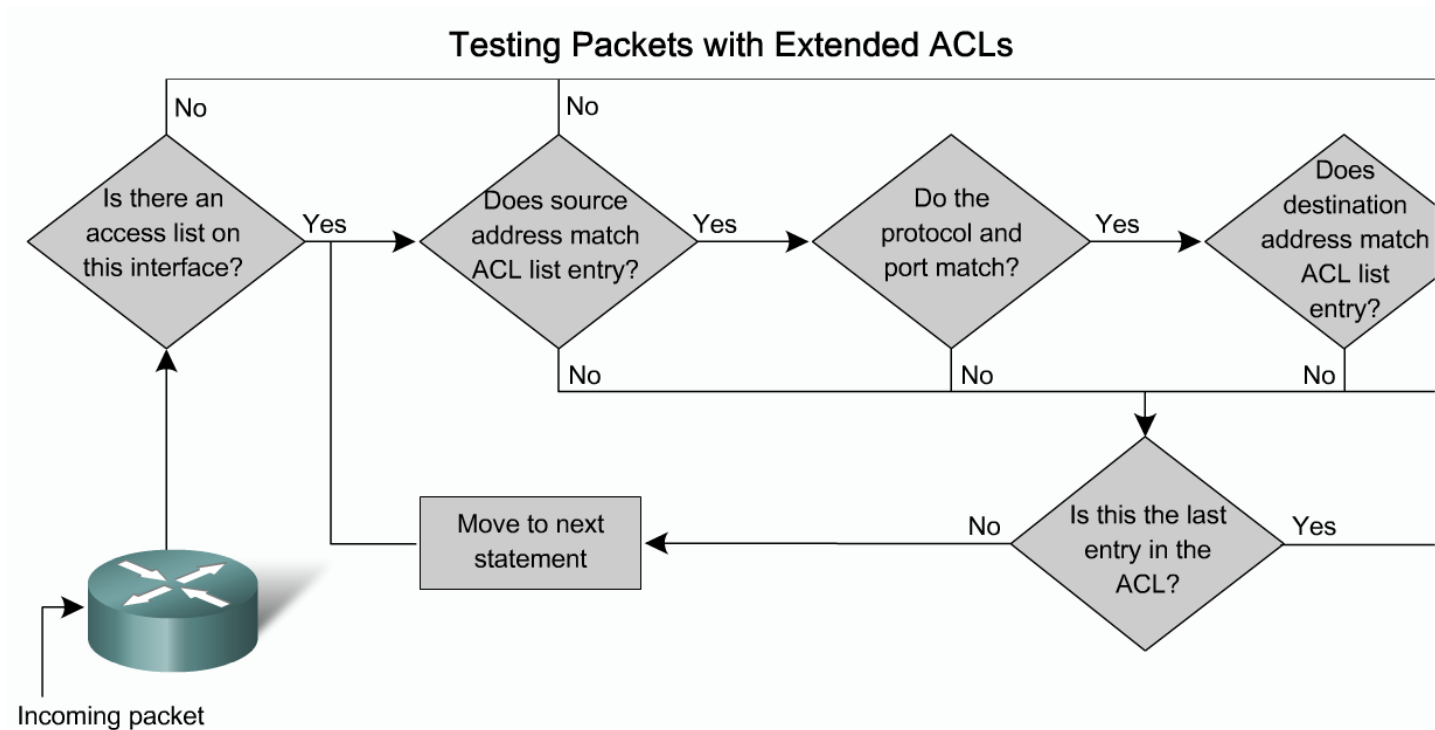 Testing Packets with Extended ACLs
No
No
Is there an
access list on
this interface?
Yes
Does source
address match
ACL list entry?
Yes
Do the
protocol and
port match?
Yes
Does
destination
address match
ACL list
entry?
No
No
No
Move to next
statement
No
Is this the last
entry in the
ACL?
Yes
Incoming packet